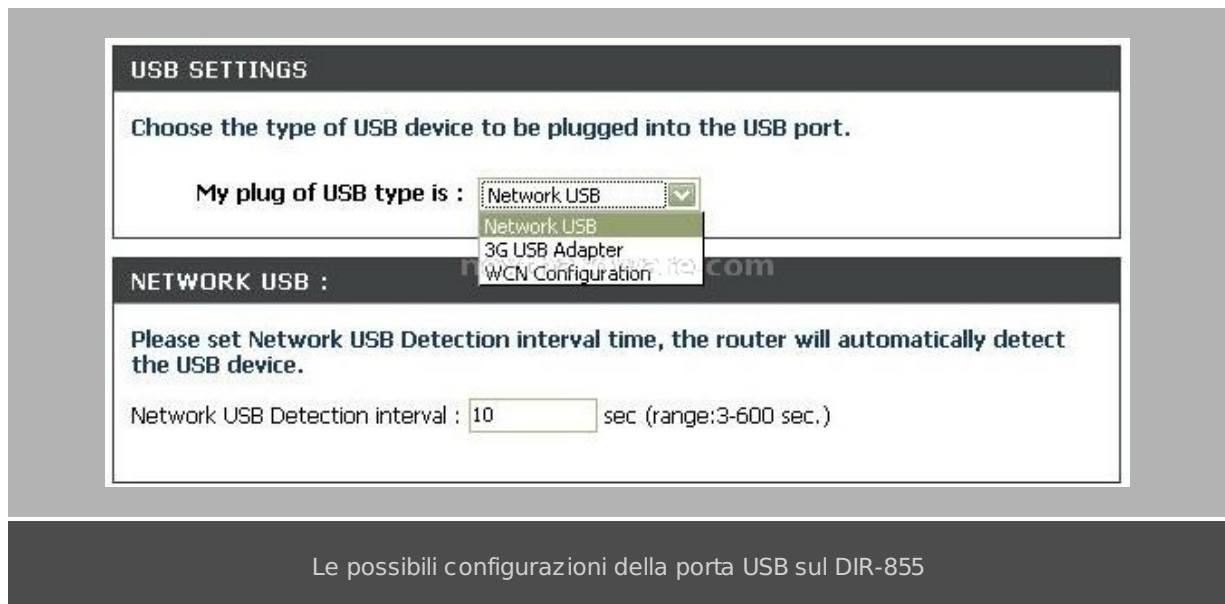 USB SETTINGS
Choose the type of USB device to be plugged into the USB port.
My plug of USB type is : Network USB
Network USB
3G USB Adapter
WCN Configuration
NETWORK USB :
Please set Network USB Detection interval time, the router will automatically detect
the USB device.
Network USB Detection interval : 10 sec (range:3-600 sec.)
Le possibili configurazioni della porta USB sul DIR-855